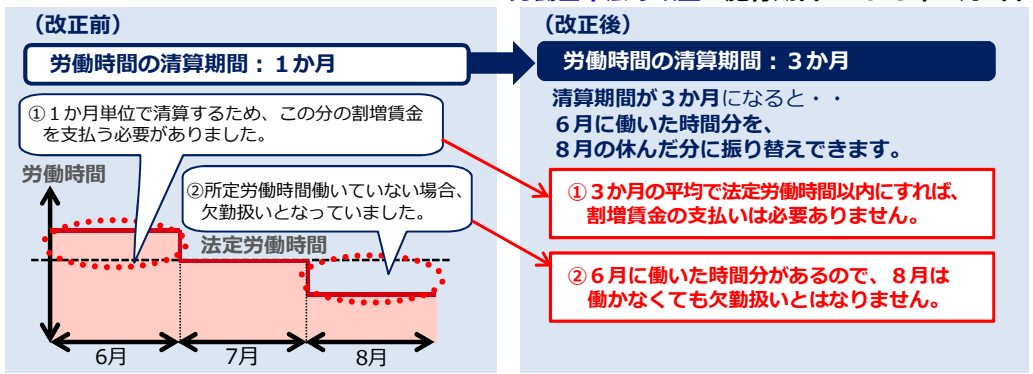 （改正前）
労働時間の清算期間：１か月
①１か月単位で清算するため、この分の割増賃金
を支払う必要がありました。
労働時間
②所定労働時間働いていない場合、
欠勤扱いとなっていました。
法定労働時間
6月
7月
8月
（改正後）
労働時間の清算期間：３か月
清算期間が３か月になると・・
６月に働いた時間分を、
８月の休んだ分に振り替えできます。
①３か月の平均で法定労働時間以内にすれば、
割増賃金の支払いは必要ありません。
②６月に働いた時間分があるので、８月は
働かなくても欠勤扱いとはなりません。